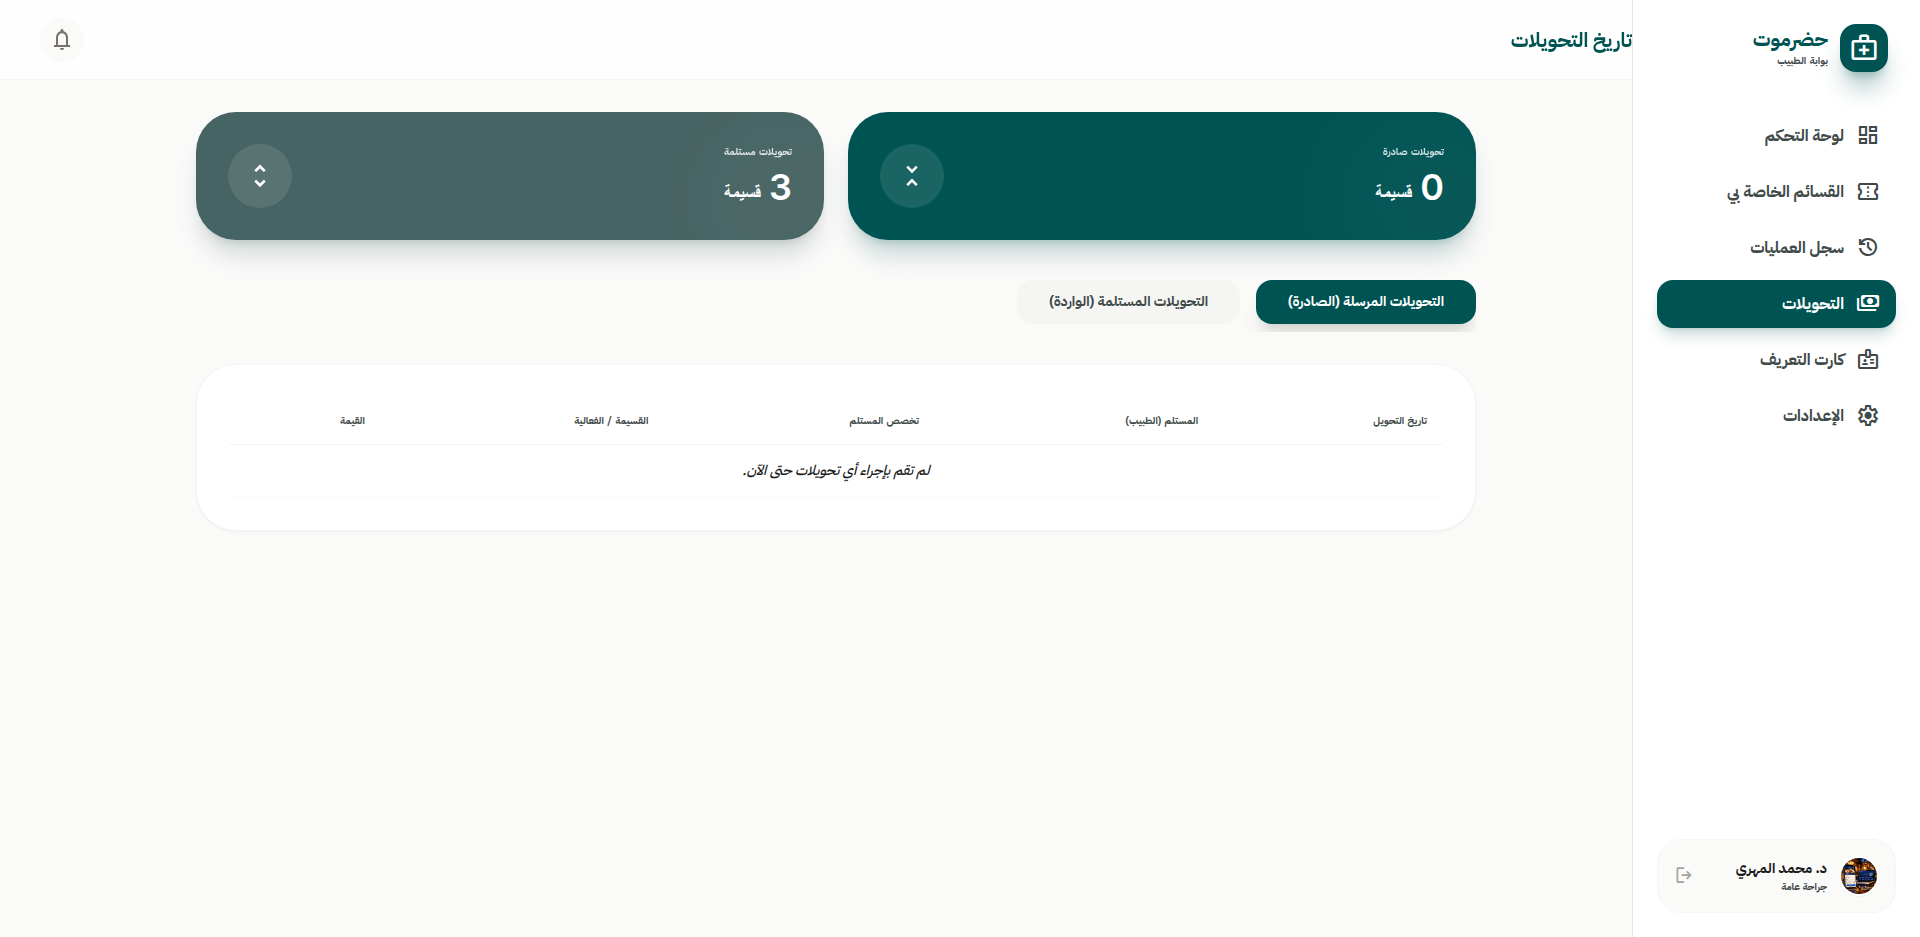 حضرموت
بوابة الطبيب
لوحة التحكم
القسائم الخاصة بي
سجل العمليات
التحويلات
كارت التعريف
الإعدادات
د. محمد المهري
جراحة عامة
تاريخ التحويلات
تحويلات صادرة
0 قسيمة
تحويلات مستلمة
3 قسيمة
التحويلات المرسلة (الصادرة)
التحويلات المستلمة (الواردة)
تاريخ التحويل المستلم (الطبيب) تخصص المستلم القسيمة / الفعالية القيمة
لم تقم بإجراء أي تحويلات حتى الآن.